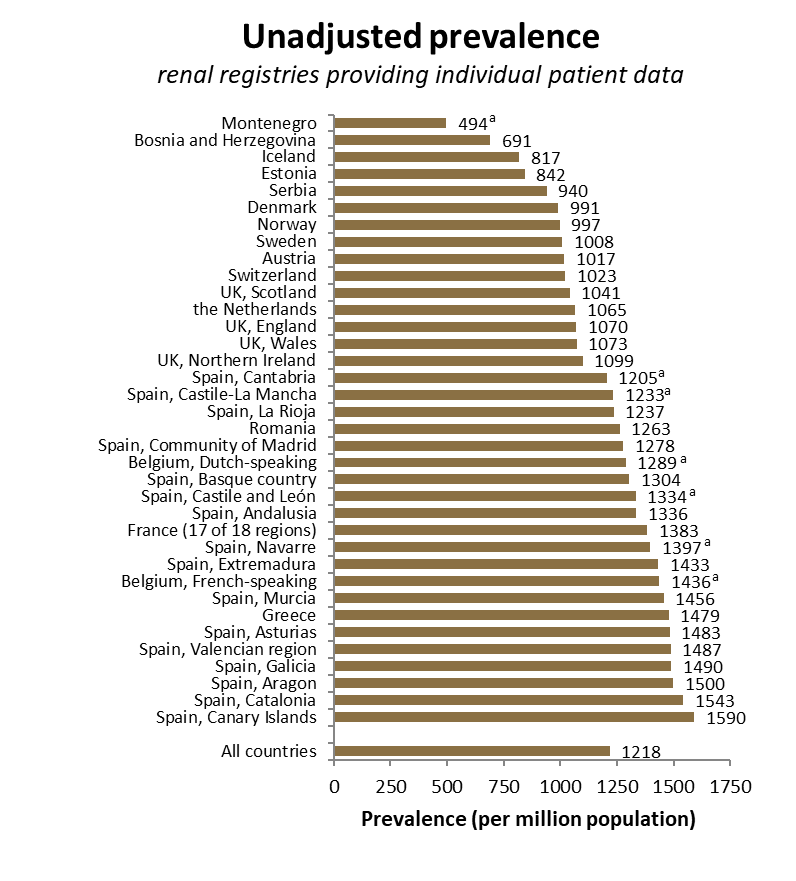 Unadjusted prevalence
renal registries providing individual patient data
Montenegro 494ᵃ
Bosnia and Herzegovina 691
Iceland 817
Estonia 842
Serbia 940
Denmark 991
Norway 997
Sweden 1008
Austria 1017
Switzerland 1023
UK, Scotland 1041
the Netherlands 1065
UK, England 1070
UK, Wales 1073
UK, Northern Ireland 1099
Spain, Cantabria 1205ᵃ
Spain, Castile-La Mancha 1233ᵃ
Spain, La Rioja 1237
Romania 1263
Spain, Community of Madrid 1278
Belgium, Dutch-speaking 1289ᵃ
Spain, Basque country 1304
Spain, Castile and León 1334ᵃ
Spain, Andalusia 1336
France (17 of 18 regions) 1383
Spain, Navarre 1397ᵃ
Spain, Extremadura 1433
Belgium, French-speaking 1436ᵃ
Spain, Murcia 1456
Greece 1479
Spain, Asturias 1483
Spain, Valencian region 1487
Spain, Galicia 1490
Spain, Aragon 1500
Spain, Catalonia 1543
Spain, Canary Islands 1590
All countries 1218
0 250 500 750 1000 1250 1500 1750
Prevalence (per million population)